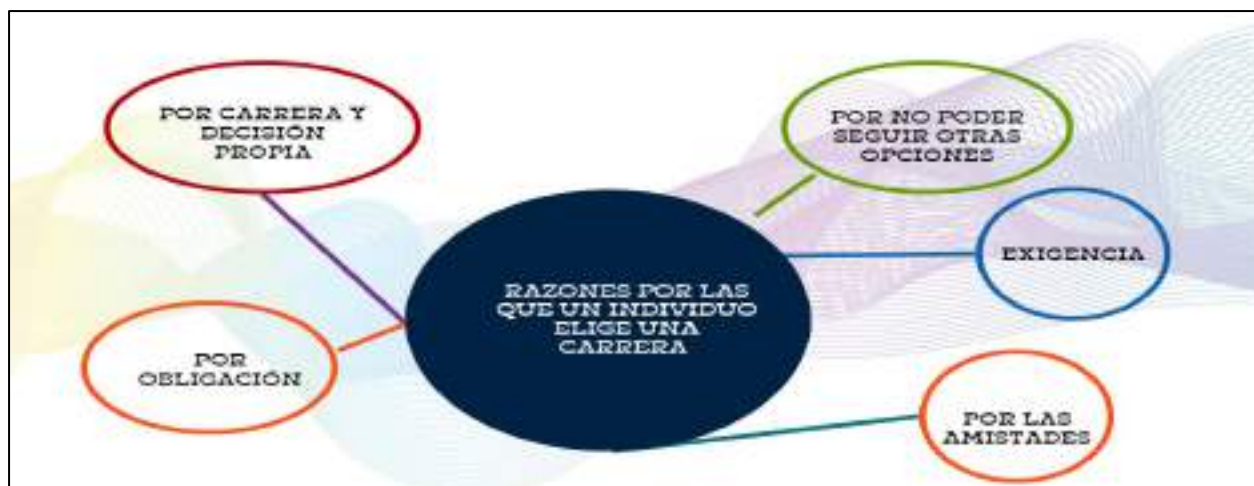 POR CARRERA Y
DECISIÓN
PROPIA
POR NO PODER
SEGUIR OTRAS
OPCIONES
EXIGENCIA
RAZONES POR LAS
QUE UN INDIVIDUO
ELIGE UNA
CARRERA
POR
OBLIGACIÓN
POR LAS
AMISTADES